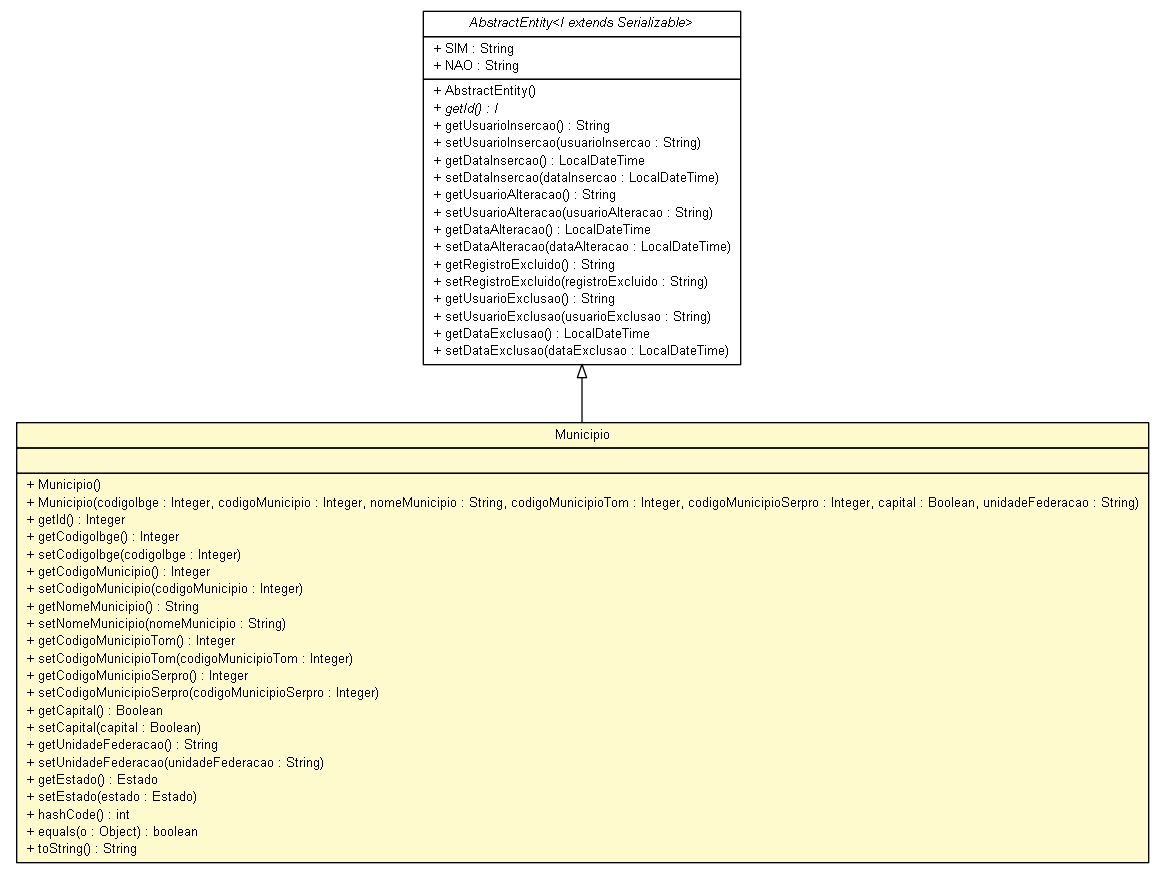 AbstractEntity<I extends Serializable>
+ SIM : String
+ NAO : String
+ AbstractEntity()
+ getId() : I
+ getUsuarioInsercao() : String
+ setUsuarioInsercao(usuarioInsercao : String)
+ getDataInsercao() : LocalDateTime
+ setDataInsercao(dataInsercao : LocalDateTime)
+ getUsuarioAlteracao() : String
+ setUsuarioAlteracao(usuarioAlteracao : String)
+ getDataAlteracao() : LocalDateTime
+ setDataAlteracao(dataAlteracao : LocalDateTime)
+ getRegistroExcluido() : String
+ setRegistroExcluido(registroExcluido : String)
+ getUsuarioExclusao() : String
+ setUsuarioExclusao(usuarioExclusao : String)
+ getDataExclusao() : LocalDateTime
+ setDataExclusao(dataExclusao : LocalDateTime)
Municipio
+ Municipio()
+ Municipio(codigoIbge : Integer, codigoMunicipio : Integer, nomeMunicipio : String, codigoMunicipioTom : Integer, codigoMunicipioSerpro : Integer, capital : Boolean, unidadeFederacao : String)
+ getId() : Integer
+ getCodigoIbge() : Integer
+ setCodigoIbge(codigoIbge : Integer)
+ getCodigoMunicipio() : Integer
+ setCodigoMunicipio(codigoMunicipio : Integer)
+ getNomeMunicipio() : String
+ setNomeMunicipio(nomeMunicipio : String)
+ getCodigoMunicipioTom() : Integer
+ setCodigoMunicipioTom(codigoMunicipioTom : Integer)
+ getCodigoMunicipioSerpro() : Integer
+ setCodigoMunicipioSerpro(codigoMunicipioSerpro : Integer)
+ getCapital() : Boolean
+ setCapital(capital : Boolean)
+ getUnidadeFederacao() : String
+ setUnidadeFederacao(unidadeFederacao : String)
+ getEstado() : Estado
+ setEstado(estado : Estado)
+ hashCode() : int
+ equals(o : Object) : boolean
+ toString() : String